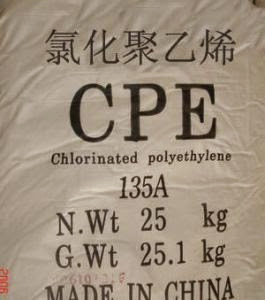 氯化聚乙烯
CPE
Chlorinated polyethylene
135A
N.Wt 25 kg
G.Wt 25.1 kg
MADE IN CHINA